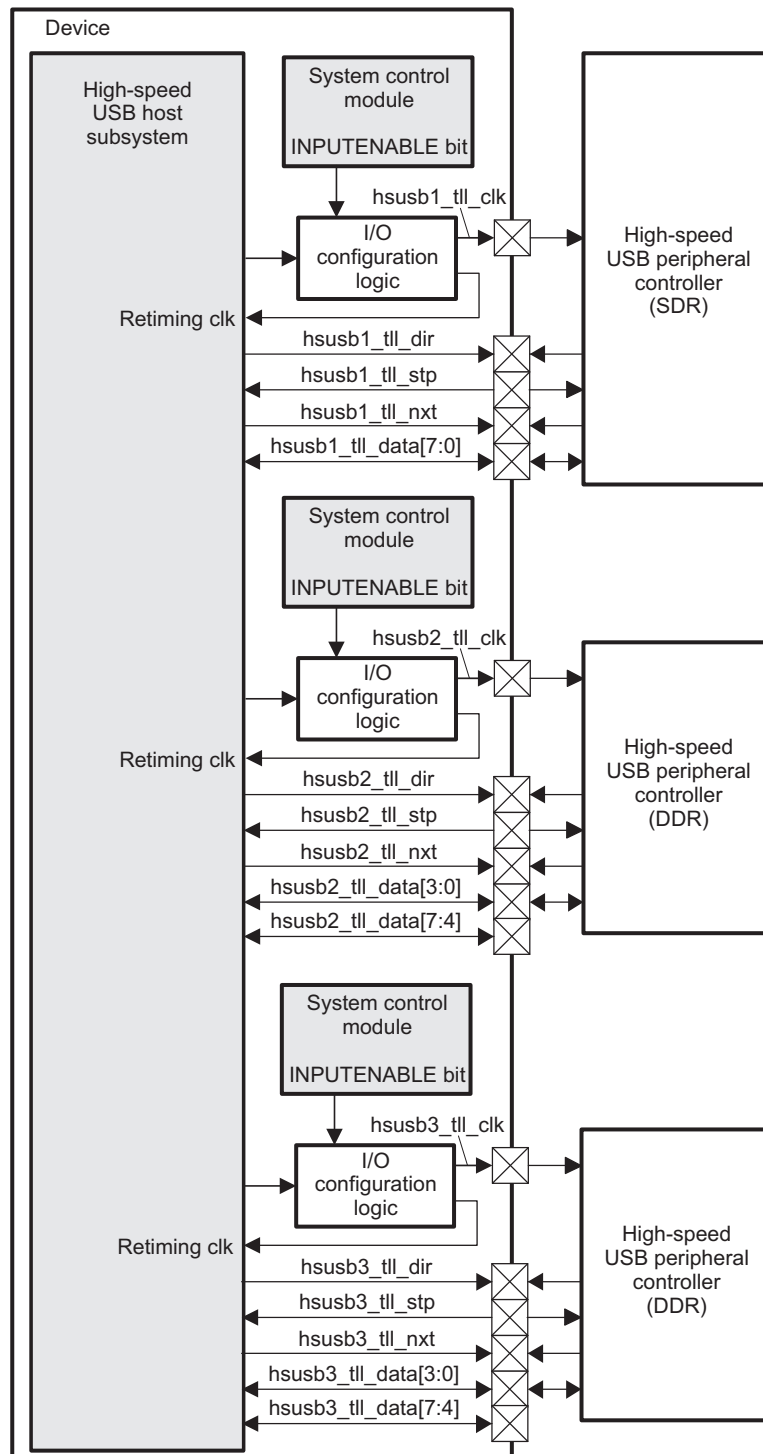 Device
High-speed
USB host
subsystem
System control
module
INPUTENABLE bit
hsusb1_tll_clk
I/O
configuration
logic
High-speed
USB peripheral
controller
(SDR)
Retiming clk
hsusb1_tll_dir
hsusb1_tll_stp
hsusb1_tll_nxt
hsusb1_tll_data[7:0]
System control
module
INPUTENABLE bit
hsusb2_tll_clk
I/O
configuration
logic
High-speed
USB peripheral
controller
(DDR)
Retiming clk
hsusb2_tll_dir
hsusb2_tll_stp
hsusb2_tll_nxt
hsusb2_tll_data[3:0]
hsusb2_tll_data[7:4]
System control
module
INPUTENABLE bit
hsusb3_tll_clk
I/O
configuration
logic
High-speed
USB peripheral
controller
(DDR)
Retiming clk
hsusb3_tll_dir
hsusb3_tll_stp
hsusb3_tll_nxt
hsusb3_tll_data[3:0]
hsusb3_tll_data[7:4]